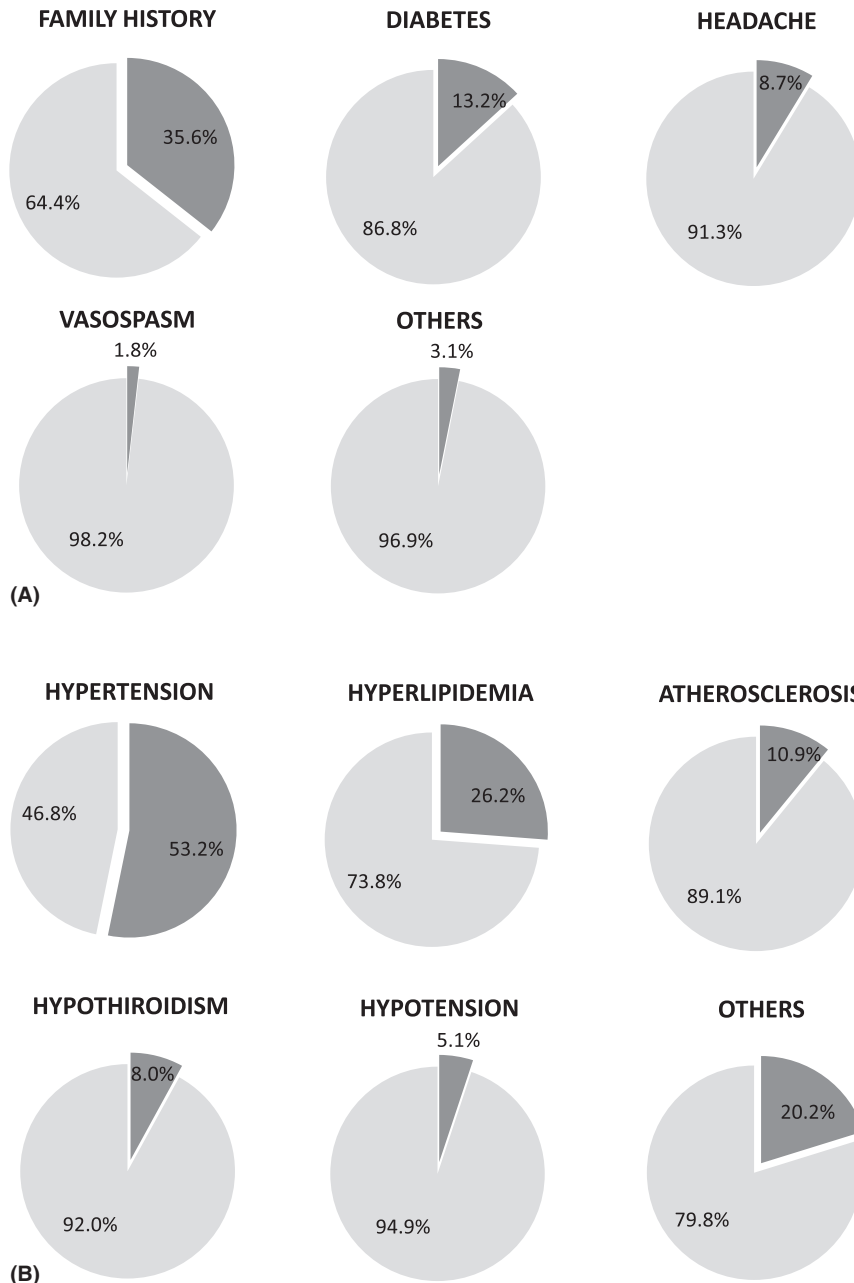 FAMILY HISTORY DIABETES HEADACHE
35.6% 13.2% 8.7%
64.4% 86.8% 91.3%
VASOSPASM OTHERS
1.8% 3.1%
98.2% 96.9%
(A)
HYPERTENSION HYPERLIPIDEMIA ATHEROSCLEROSIS
46.8% 53.2% 26.2% 10.9%
73.8% 89.1%
HYPOTHIROIDISM HYPOTENSION OTHERS
8.0% 5.1% 20.2%
92.0% 94.9% 79.8%
(B)